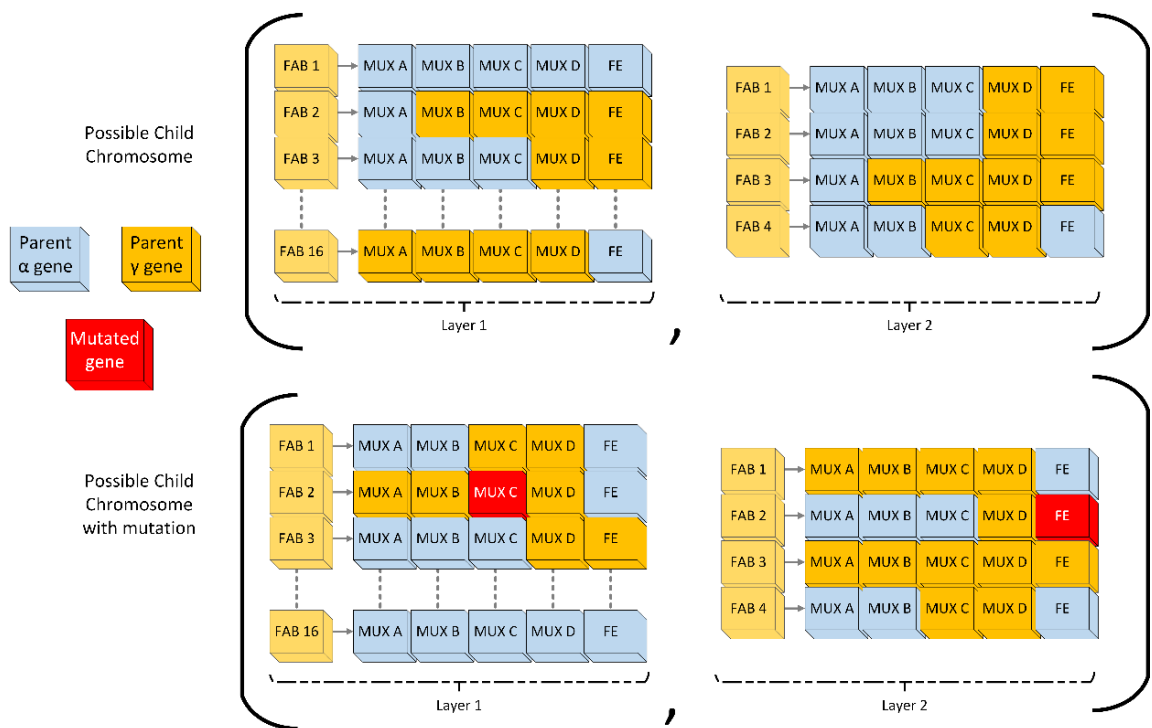 Possible Child
Chromosome
FAB 1 MUX A MUX B MUX C MUX D FE
FAB 2 MUX A MUX B MUX C MUX D FE
FAB 3 MUX A MUX B MUX C MUX D FE
FAB 16 MUX A MUX B MUX C MUX D FE
Layer 1
,
FAB 1 MUX A MUX B MUX C MUX D FE
FAB 2 MUX A MUX B MUX C MUX D FE
FAB 3 MUX A MUX B MUX C MUX D FE
FAB 4 MUX A MUX B MUX C MUX D FE
Layer 2
Parent
α gene
Parent
γ gene
Mutated
gene
Possible Child
Chromosome
with mutation
FAB 1 MUX A MUX B MUX C MUX D FE
FAB 2 MUX A MUX B MUX C MUX D FE
FAB 3 MUX A MUX B MUX C MUX D FE
FAB 16 MUX A MUX B MUX C MUX D FE
Layer 1
,
FAB 1 MUX A MUX B MUX C MUX D FE
FAB 2 MUX A MUX B MUX C MUX D FE
FAB 3 MUX A MUX B MUX C MUX D FE
FAB 4 MUX A MUX B MUX C MUX D FE
Layer 2